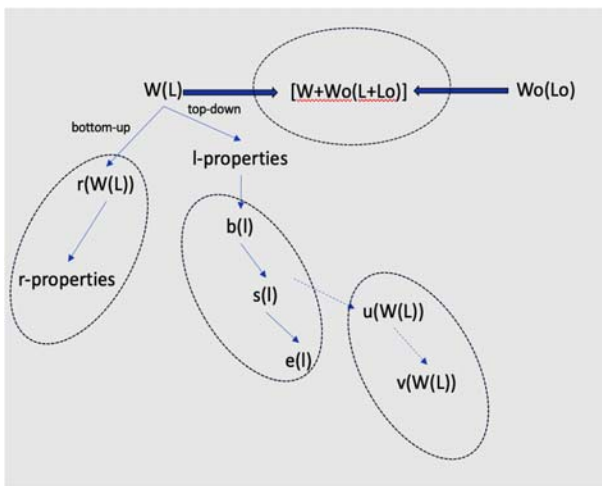 W(L)
[W+Wo(L+Lo)]
Wo(Lo)
top-down
bottom-up
l-properties
r(W(L))
b(l)
r-properties
s(l)
u(W(L))
e(l)
v(W(L))